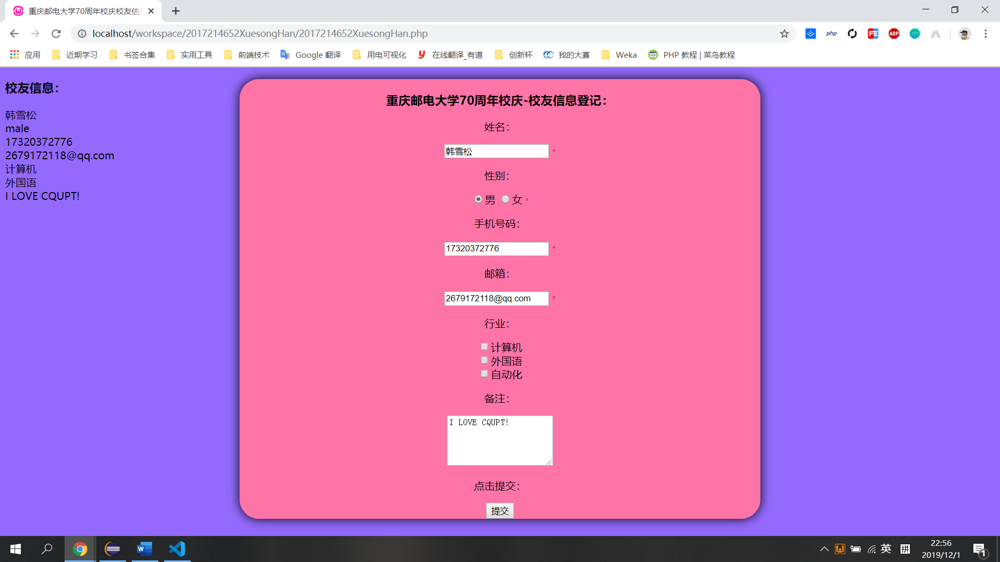 重庆邮电大学70周年校庆校友信息
localhost/workspace/2017214652XuesongHan/2017214652XuesongHan.php
php
FE
ABP
m
应用 近期学习 书签合集 实用工具 前端技术 Google 翻译 用电可视化 在线翻译_有道 创新杯 我的大赛 Weka PHP 教程 | 菜鸟教程
校友信息：
韩雪松
male
17320372776
2679172118@qq.com
计算机
外国语
I LOVE CQUPT!
重庆邮电大学70周年校庆-校友信息登记：
姓名：
韩雪松 *
性别：
男 女 *
手机号码：
17320372776 *
邮箱：
2679172118@qq.com *
行业：
计算机
外国语
自动化
备注：
I LOVE CQUPT!
点击提交：
提交
英 拼
22:56
2019/12/1
1